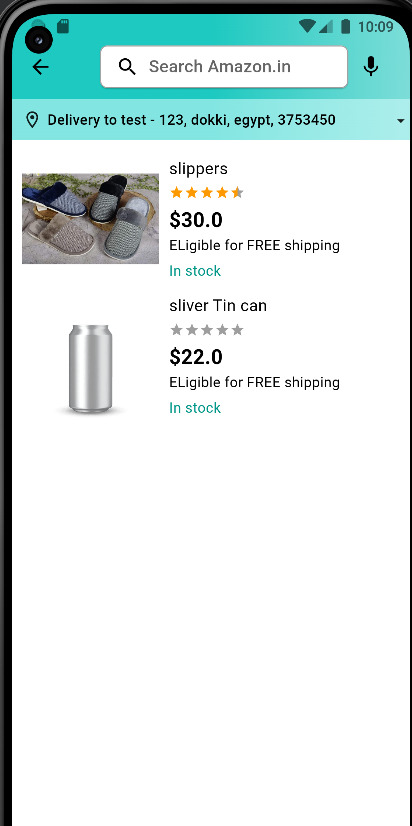 10:09
Search Amazon.in
Delivery to test - 123, dokki, egypt, 3753450
slippers
$30.0
ELigible for FREE shipping
In stock
sliver Tin can
$22.0
ELigible for FREE shipping
In stock